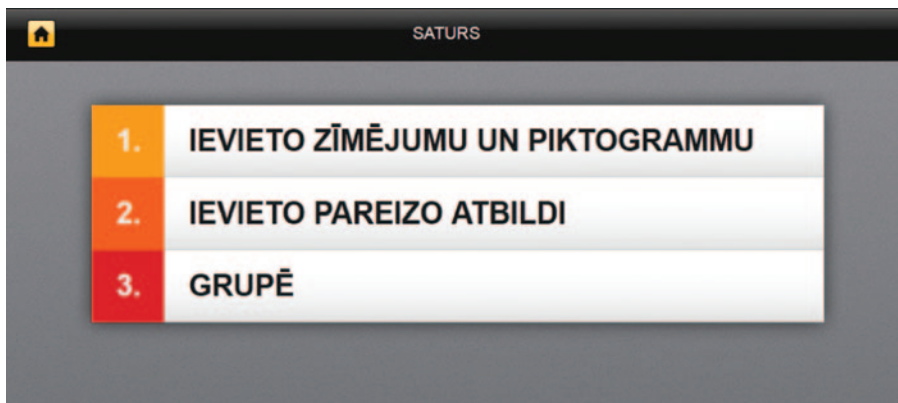 SATURS
1. IEVIETO ZĪMĒJUMU UN PIKTOGRAMMU
2. IEVIETO PAREIZO ATBILDI
3. GRUPĒ